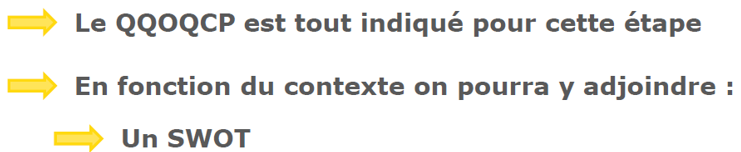 Le QQOQCP est tout indiqué pour cette étape
En fonction du contexte on pourra y adjoindre :
Un SWOT